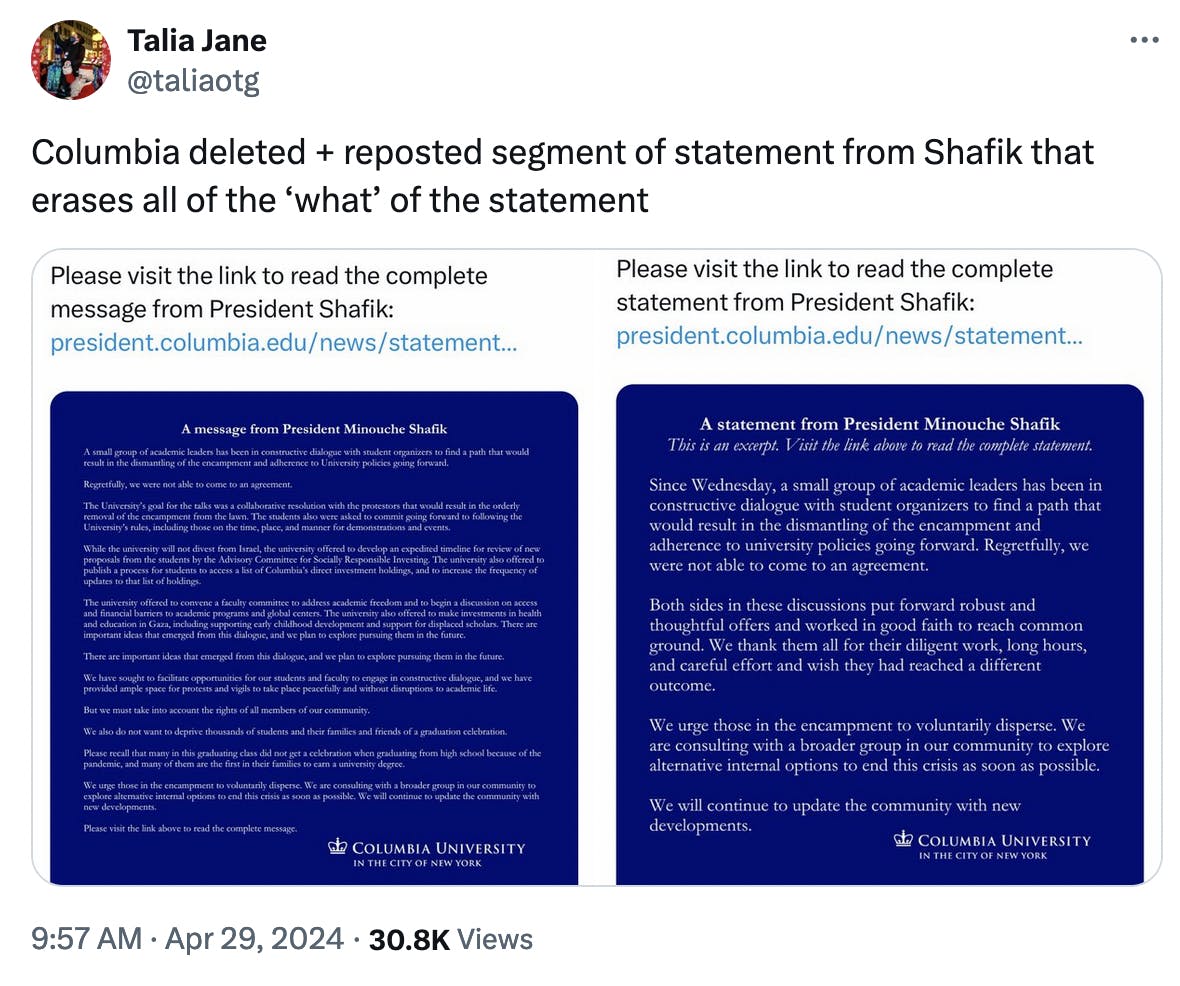 Talia Jane
@taliaotg
Columbia deleted + reposted segment of statement from Shafik that
erases all of the ‘what’ of the statement
Please visit the link to read the complete
message from President Shafik:
president.columbia.edu/news/statement...
A message from President Minouche Shafik
A small group of academic leaders has been in constructive dialogue with student organizers to find a path that would
result in the dismantling of the encampment and adherence to University policies going forward.
Regretfully, we were not able to come to an agreement.
The University's goal for the talks was a collaborative resolution with the protestors that would result in the orderly
removal of the encampment from the lawn. The students also were asked to commit going forward to following the
University's rules, including those on the time, place, and manner for demonstrations and events.
While the university will not divest from Israel, the university offered to develop an expedited timeline for review of new
proposals from the students by the Advisory Committee for Socially Responsible Investing. The university also offered to
publish a process for students to access a list of Columbia's direct investment holdings, and to increase the frequency of
updates to that list of holdings.
The university offered to convene a faculty committee to address academic freedom and to begin a discussion on access
and financial barriers to academic programs and global centers. The university also offered to make investments in health
and education in Gaza, including supporting early childhood development and support for displaced scholars. There are
important ideas that emerged from this dialogue, and we plan to explore pursuing them in the future.
There are important ideas that emerged from this dialogue, and we plan to explore pursuing them in the future.
We have sought to facilitate opportunities for our students and faculty to engage in constructive dialogue, and we have
provided ample space for protests and vigils to take place peacefully and without disruptions to academic life.
But we must take into account the rights of all members of our community.
We also do not want to deprive thousands of students and their families and friends of a graduation celebration.
Please recall that many in this graduating class did not get a celebration when graduating from high school because of the
pandemic, and many of them are the first in their families to earn a university degree.
We urge those in the encampment to voluntarily disperse. We are consulting with a broader group in our community to
explore alternative internal options to end this crisis as soon as possible. We will continue to update the community with
new developments.
Please visit the link above to read the complete message.
COLUMBIA UNIVERSITY
IN THE CITY OF NEW YORK
Please visit the link to read the complete
statement from President Shafik:
president.columbia.edu/news/statement...
A statement from President Minouche Shafik
This is an excerpt. Visit the link above to read the complete statement.
Since Wednesday, a small group of academic leaders has been in
constructive dialogue with student organizers to find a path that
would result in the dismantling of the encampment and
adherence to university policies going forward. Regretfully, we
were not able to come to an agreement.
Both sides in these discussions put forward robust and
thoughtful offers and worked in good faith to reach common
ground. We thank them all for their diligent work, long hours,
and careful effort and wish they had reached a different
outcome.
We urge those in the encampment to voluntarily disperse. We
are consulting with a broader group in our community to explore
alternative internal options to end this crisis as soon as possible.
We will continue to update the community with new
developments.
COLUMBIA UNIVERSITY
IN THE CITY OF NEW YORK
9:57 AM · Apr 29, 2024 · 30.8K Views